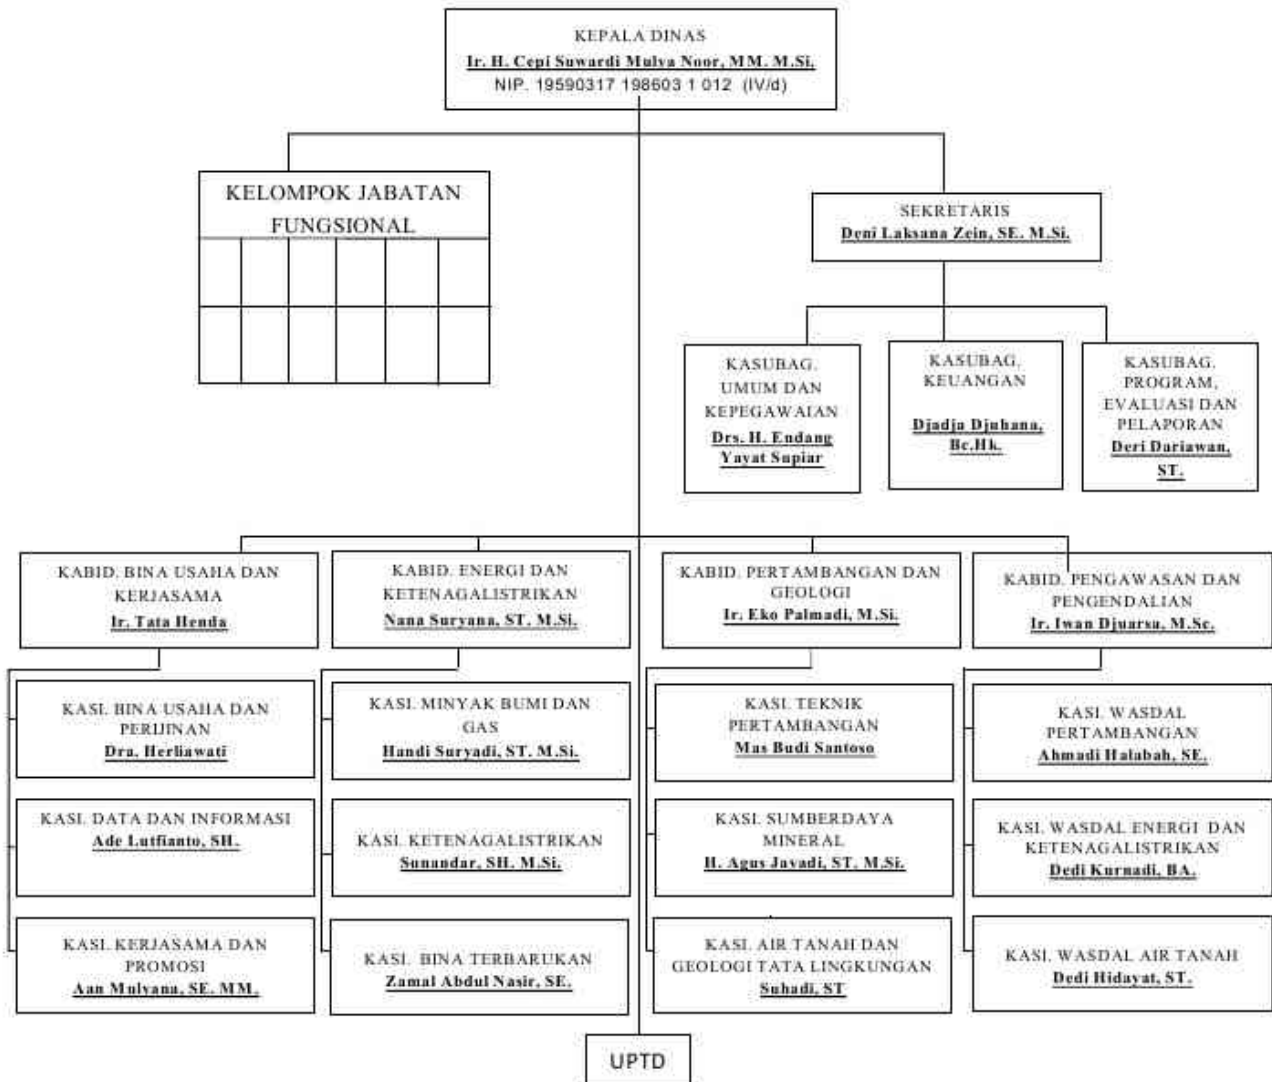 KEPALA DINAS
Ir. H. Cepi Suwardi Mulya Noor, MM. M.Si.
NIP. 19590317 198603 1 012 (IV/d)
KELOMPOK JABATAN
FUNGSIONAL
SEKRETARIS
Deni Laksana Zein, SE. M.Si.
KASUBAG.
UMUM DAN
KEPEGAWAIAN
Drs. H. Endang
Yayat Supiar
KASUBAG.
KEUANGAN
Djadja Djuhana,
Bc.Hk.
KASUBAG.
PROGRAM,
EVALUASI DAN
PELAPORAN
Deri Dariawan,
ST.
KABID. BINA USAHA DAN
KERJASAMA
Ir. Tata Henda
KABID. ENERGI DAN
KETENAGALISTRIKAN
Nana Suryana, ST. M.Si.
KABID. PERTAMBANGAN DAN
GEOLOGI
Ir. Eko Palmadi, M.Si.
KABID. PENGAWASAN DAN
PENGENDALIAN
Ir. Iwan Djuarsa, M.Sc.
KASI. BINA USAHA DAN
PERIJINAN
Dra. Herliawati
KASI. MINYAK BUMI DAN
GAS
Handi Suryadi, ST. M.Si.
KASI. TEKNIK
PERTAMBANGAN
Mas Budi Santoso
KASI. WASDAL
PERTAMBANGAN
Ahmadi Halabah, SE.
KASI. DATA DAN INFORMASI
Ade Lutfianto, SH.
KASI. KETENAGALISTRIKAN
Sunandar, SH. M.Si.
KASI. SUMBERDAYA
MINERAL
H. Agus Jayadi, ST. M.Si.
KASI. WASDAL ENERGI DAN
KETENAGALISTRIKAN
Dedi Kurnadi, BA.
KASI. KERJASAMA DAN
PROMOSI
Aan Mulyana, SE. MM.
KASI. BINA TERBARUKAN
Zamal Abdul Nasir, SE.
KASI. AIR TANAH DAN
GEOLOGI TATA LINGKUNGAN
Suhadi, ST
KASI. WASDAL AIR TANAH
Dedi Hidayat, ST.
UPTD